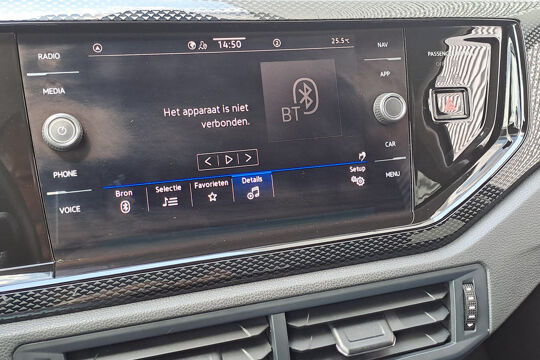 RADIO
MEDIA
PHONE
VOICE
14:50
2
25.5°C
Het apparaat is niet
verbonden.
BT
Bron
Selectie
Favorieten
Details
Setup
NAV
APP
CAR
MENU
PASSENGER